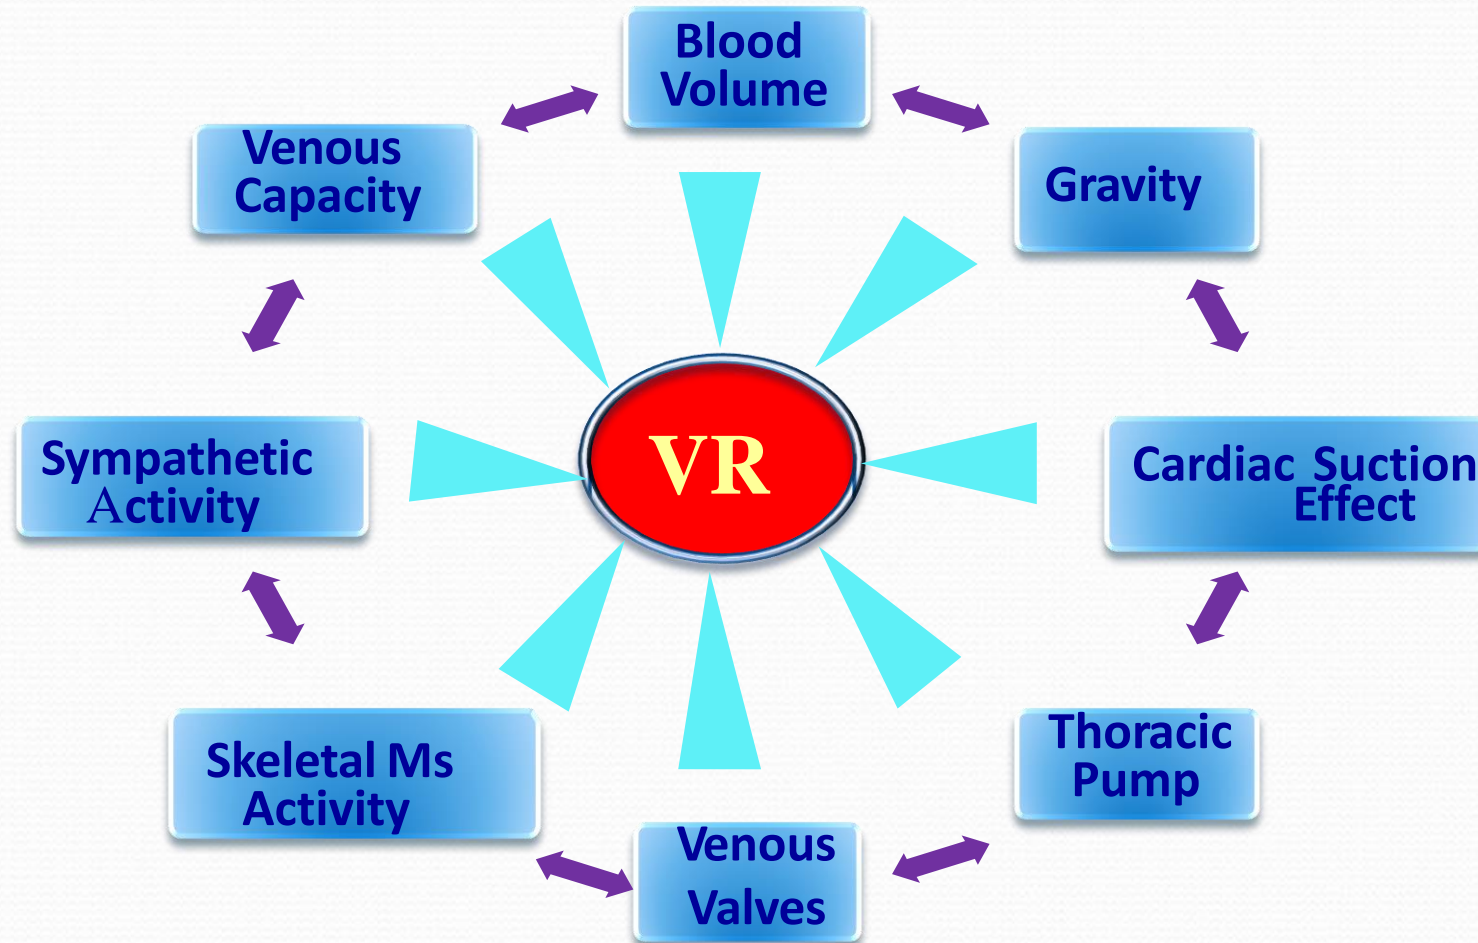 Blood
Volume
Venous
Capacity
Gravity
VR
Sympathetic
Activity
Cardiac Suction
Effect
Skeletal Ms
Activity
Thoracic
Pump
Venous
Valves